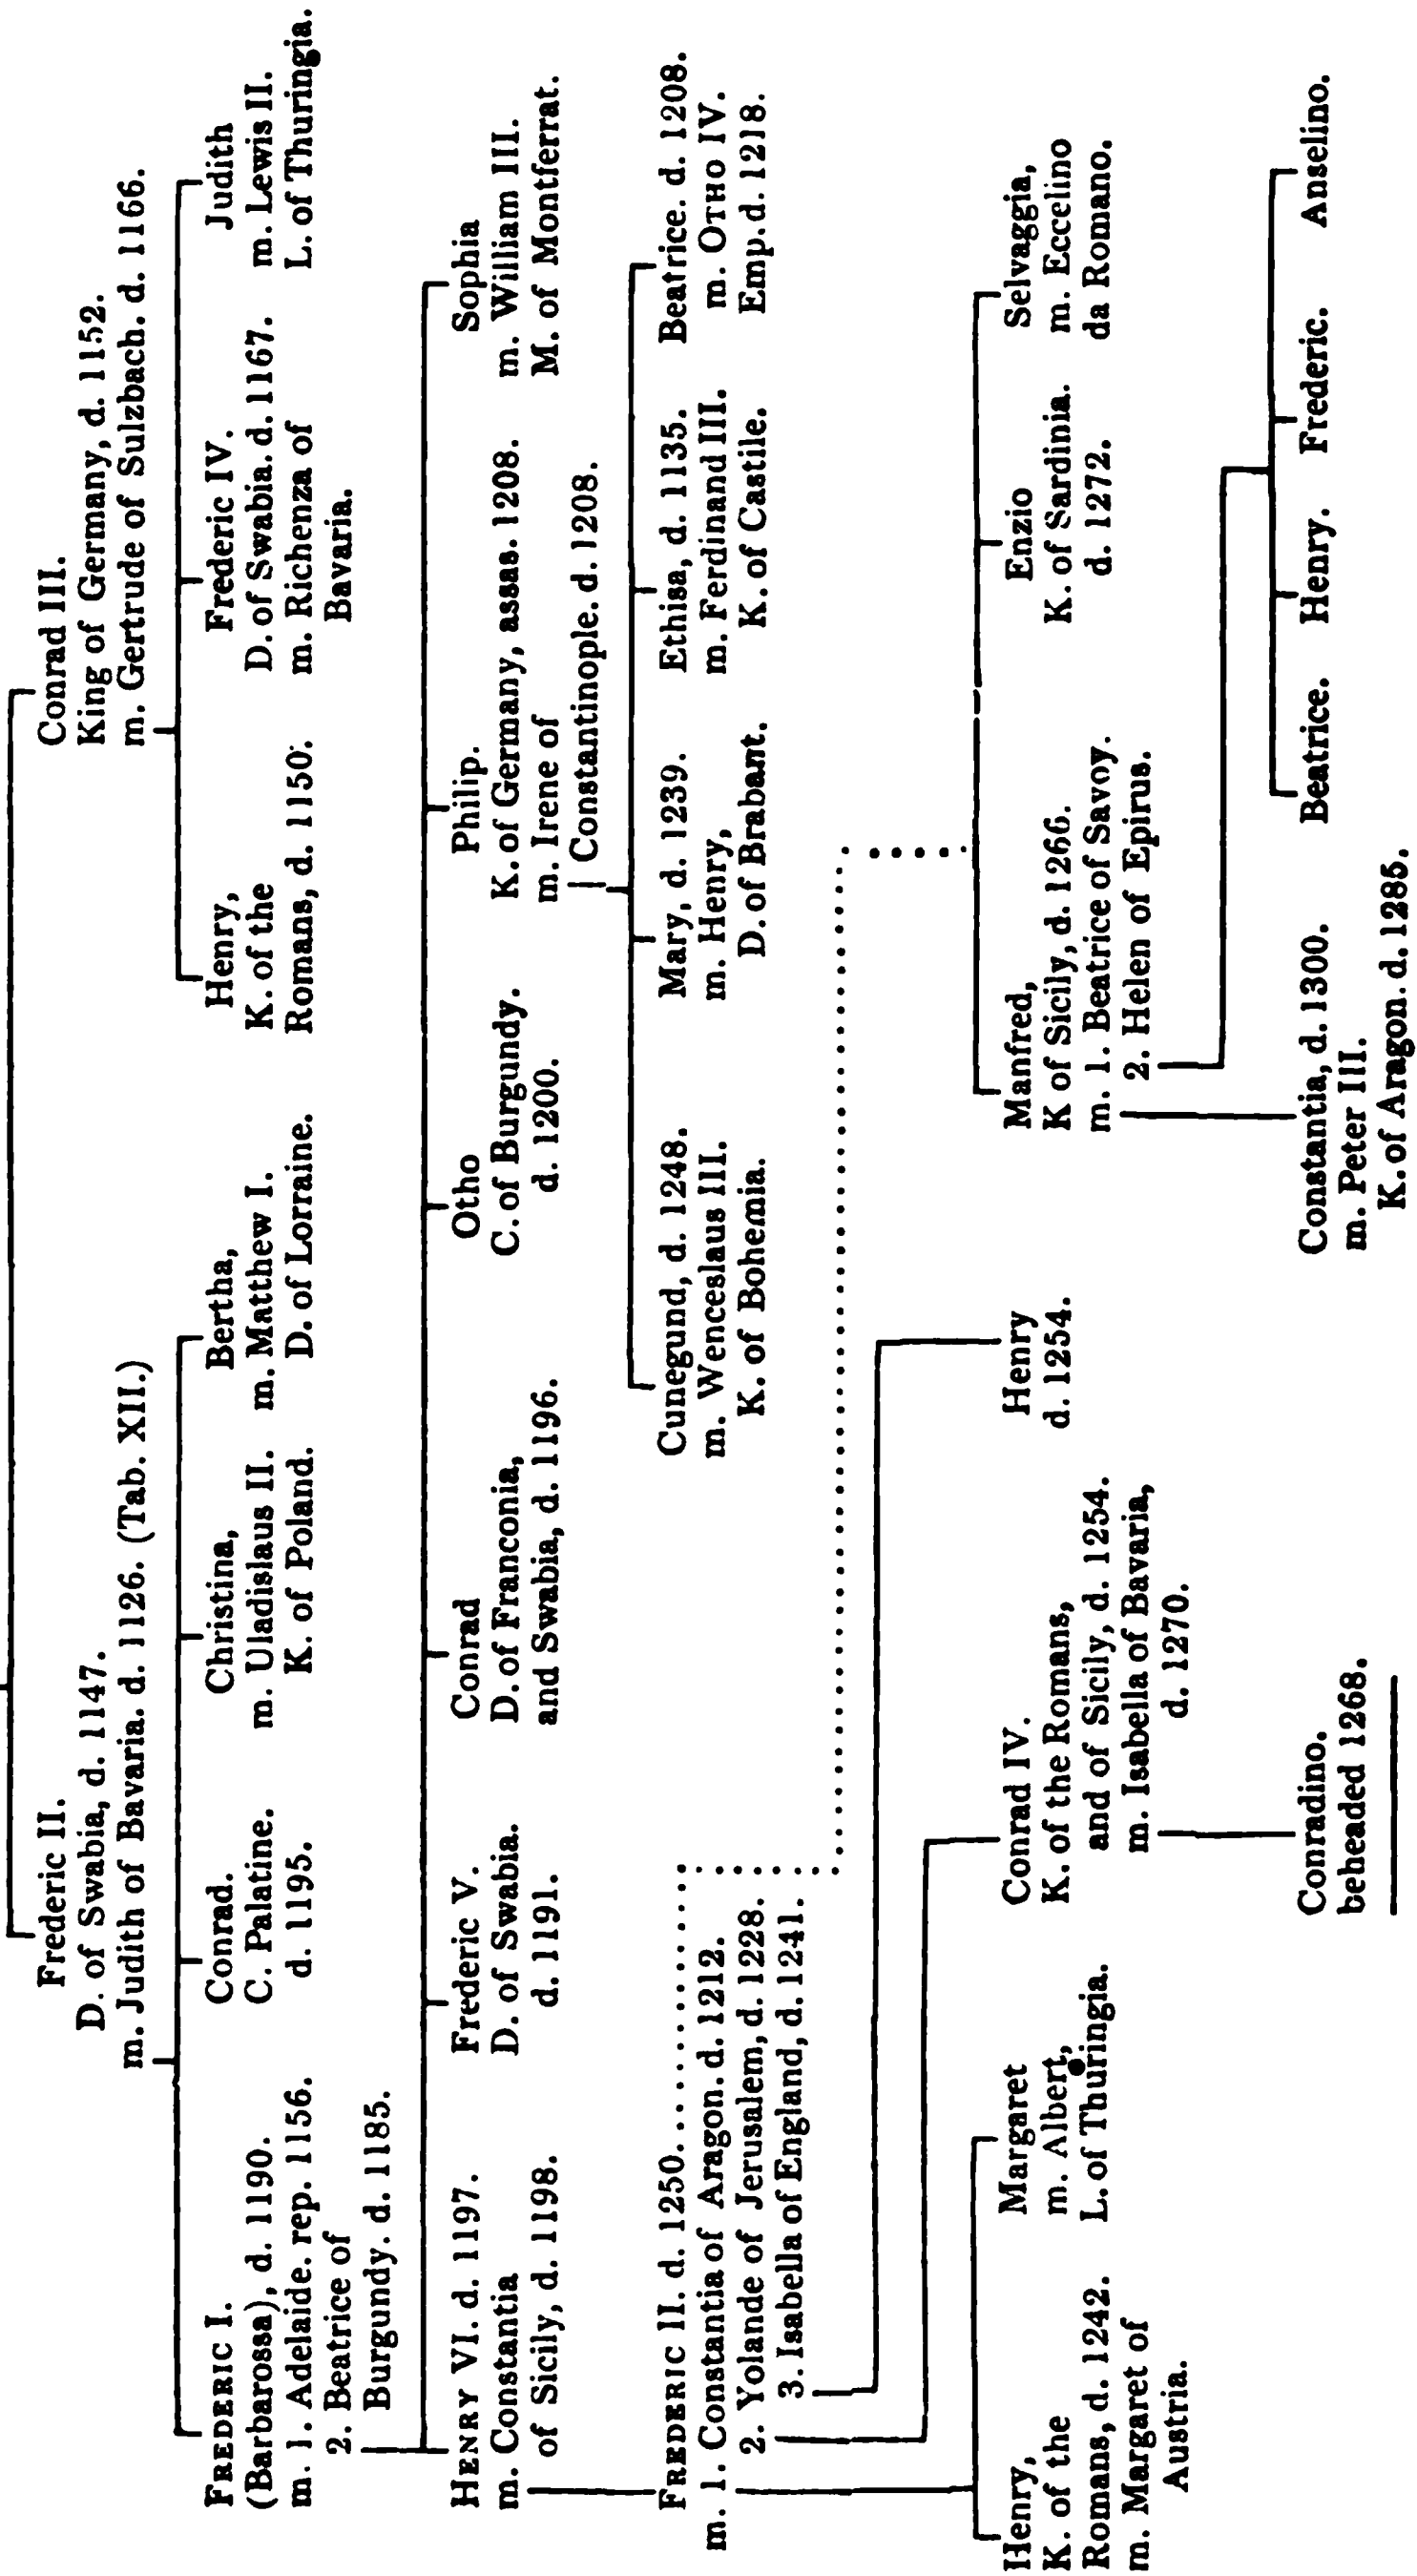 Frederic II.
D. of Swabia, d. 1147.
m. Judith of Bavaria. d. 1126. (Tab. XII.)
Conrad III.
King of Germany, d. 1152.
m. Gertrude of Sulzbach. d. 1166.
FREDERIC I.
(Barbarossa), d. 1190.
m. 1. Adelaide. rep. 1156.
2. Beatrice of
Burgundy. d. 1185.
Conrad.
C. Palatine.
d. 1195.
Christina,
m. Uladislaus II.
K. of Poland.
Bertha,
m. Matthew I.
D. of Lorraine.
Henry,
K. of the
Romans, d. 1150.
Frederic IV.
D. of Swabia. d. 1167.
m. Richenza of
Bavaria.
Judith
m. Lewis II.
L. of Thuringia.
HENRY VI. d. 1197.
m. Constantia
of Sicily, d. 1198.
Frederic V.
D. of Swabia.
d. 1191.
Conrad
D. of Franconia,
and Swabia, d. 1196.
Otho
C. of Burgundy.
d. 1200.
Philip.
K. of Germany, assas. 1208.
m. Irene of
Constantinople. d. 1208.
Sophia
m. William III.
M. of Montferrat.
FREDERIC II. d. 1250.
m. 1. Constantia of Aragon. d. 1212.
2. Yolande of Jerusalem, d. 1228.
3. Isabella of England, d. 1241.
Cunegund, d. 1248.
m. Wenceslaus III.
K. of Bohemia.
Mary, d. 1239.
m. Henry,
D. of Brabant.
Ethisa, d. 1135.
m. Ferdinand III.
K. of Castile.
Beatrice. d. 1208.
m. OTHO IV.
Emp. d. 1218.
Henry,
K. of the
Romans, d. 1242.
m. Margaret of
Austria.
Margaret
m. Albert,
L. of Thuringia.
Conrad IV.
K. of the Romans,
and of Sicily, d. 1254.
m. Isabella of Bavaria,
d. 1270.
Henry
d. 1254.
Manfred,
K of Sicily, d. 1266.
m. 1. Beatrice of Savoy.
2. Helen of Epirus.
Enzio
K. of Sardinia.
d. 1272.
Selvaggia,
m. Eccelino
da Romano.
Conradino.
beheaded 1268.
Constantia, d. 1300.
m. Peter III.
K. of Aragon. d. 1285.
Beatrice.
Henry.
Frederic.
Anselino.